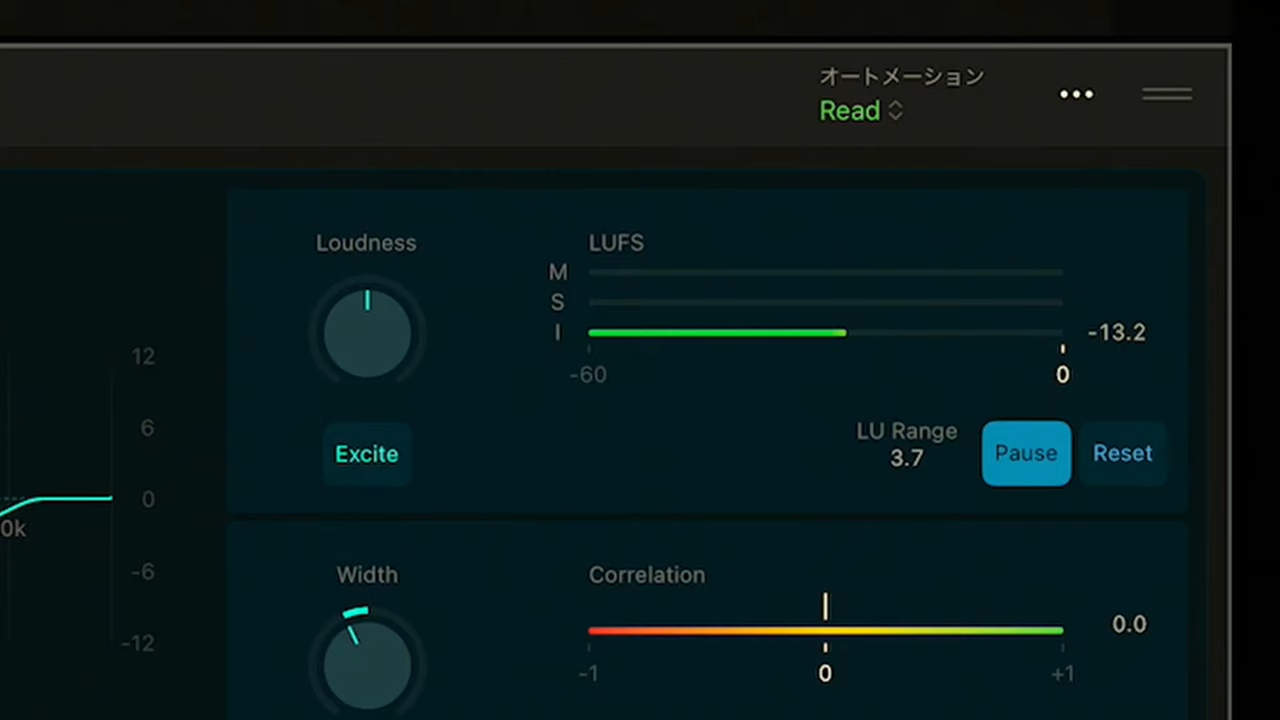 オートメーション
Read
Loudness
LUFS
M
S
I
-13.2
-60
0
12
6
0
-6
-12
0k
Excite
LU Range
3.7
Pause
Reset
Width
Correlation
0.0
-1
0
+1